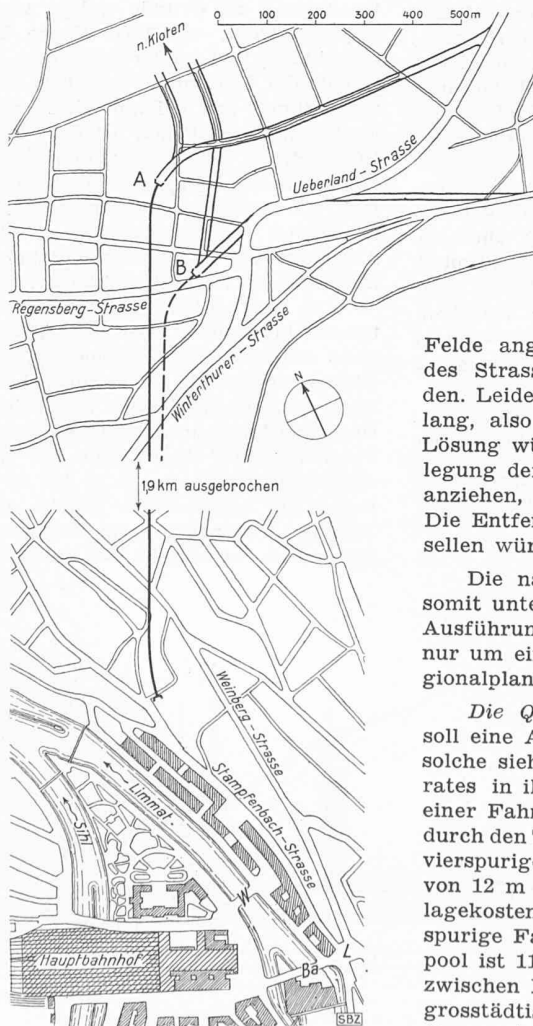 0 100 200 300 400 500 m
n. Kloten
A
Ueberland-Strasse
B
Regensberg-Strasse
Winterthurer-Strasse
N
1,9 km ausgebrochen
Weinberg-Strasse
Stampfenbach-Strasse
Limmat
Sihl
W
Hauptbahnhof
Ba
L
SBZ
Felde ang
des Strass
den. Leide
lang, also
Lösung wü
legung der
anziehen,
Die Entfer
sellen wür
Die na
somit unte
Ausführun
nur um ei
gionalplan
Die Q
soll eine A
solche sieh
rates in il
einer Fahr
durch den
vierspurige
von 12 m
lagekosten
spurige Fa
pool ist 11
zwischen
grosstädti